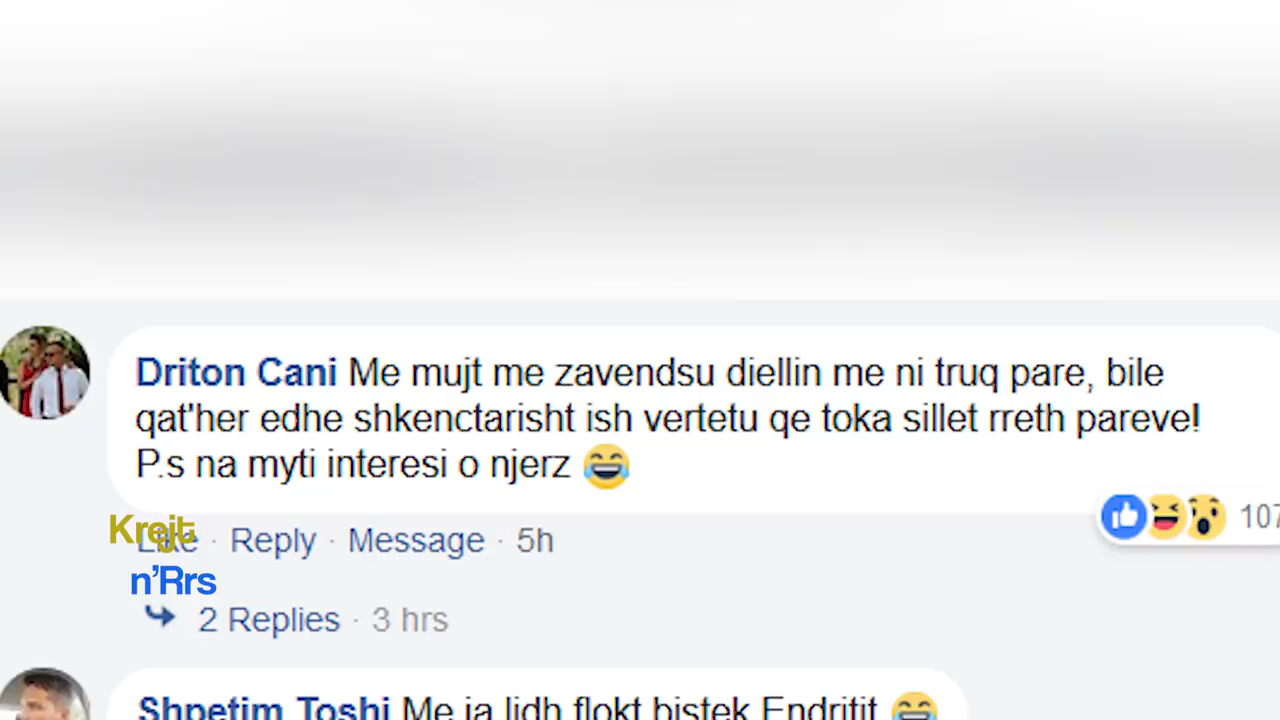 Driton Cani Me mujt me zavendsu diellin me ni truq pare, bile
qat'her edhe shkenctarisht ish vertetu qe toka sillet rreth pareve!
P.s na myti interesi o njerz 😂
107
Krejt
Like · Reply · Message · 5h
n'Rrs
2 Replies · 3 hrs
Shpetim Toshi Me ja lidh flokt bistek Endritit 😂